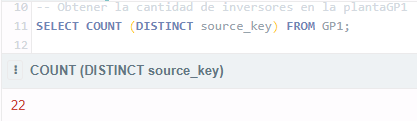 10 -- Obtener la cantidad de inversores en la plantaGP1
11 SELECT COUNT (DISTINCT source_key) FROM GP1;
12
COUNT (DISTINCT source_key)
22